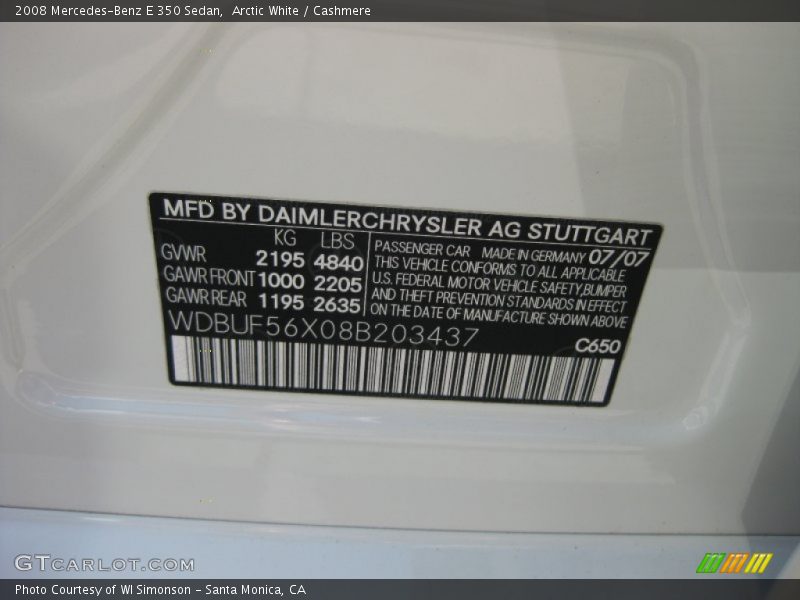 2008 Mercedes-Benz E 350 Sedan,  Arctic White / Cashmere
MFD BY DAIMLERCHRYSLER AG STUTTGART
KG LBS
GVWR 2195 4840
GAWR FRONT 1000 2205
GAWR REAR 1195 2635
PASSENGER CAR MADE IN GERMANY 07/07
THIS VEHICLE CONFORMS TO ALL APPLICABLE
U.S. FEDERAL MOTOR VEHICLE SAFETY, BUMPER
AND THEFT PREVENTION STANDARDS IN EFFECT
ON THE DATE OF MANUFACTURE SHOWN ABOVE
WDBUF56X08B203437
C650
GTCARLOT.COM
Photo Courtesy of WI Simonson - Santa Monica, CA